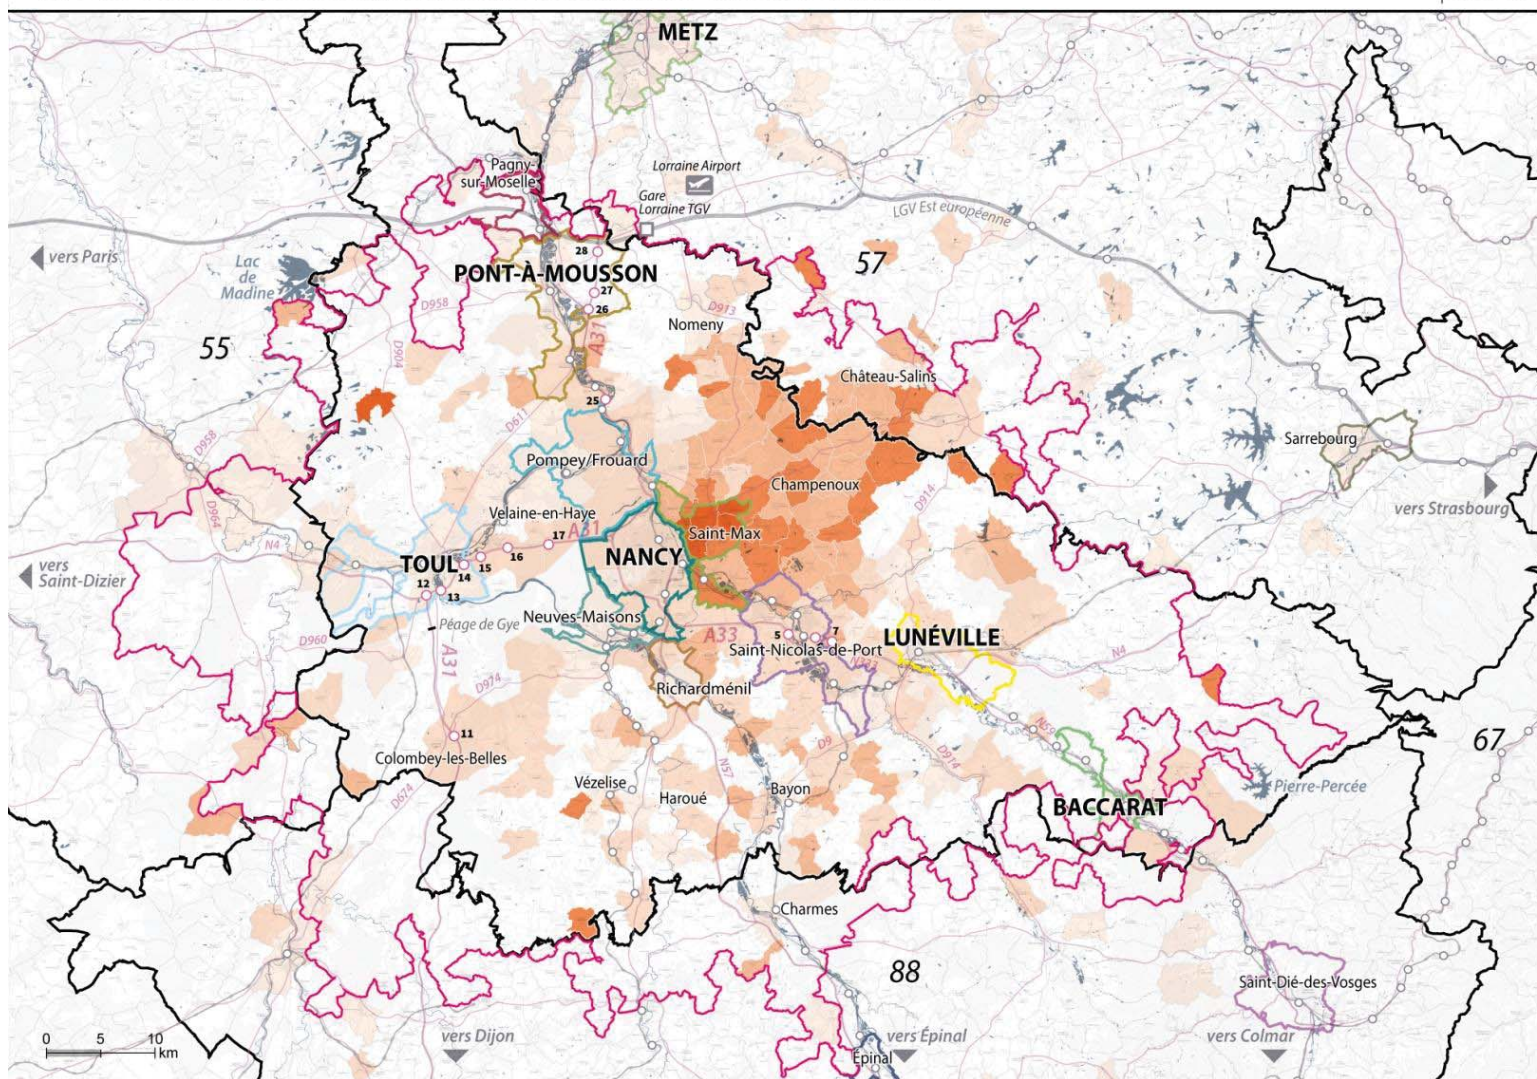 METZ
Pagny-
sur-Moselle
Lorraine Airport
Gare
Lorraine TGV
LGV Est européenne
vers Paris
Lac
de
Madine
28
57
PONT-À-MOUSSON
27
26
D958
D913
A31
Nomeny
55
D904
Château-Salins
25
D611
D958
Sarrebourg
Pompey/Frouard
Champenoux
D914
vers Strasbourg
D964
Velaine-en-Haye
A31
17
Saint-Max
N4
16
NANCY
TOUL
15
14
vers
Saint-Dizier
12
13
Neuves-Maisons
Péage de Gye
D960
A33
5
7
LUNÉVILLE
Saint-Nicolas-de-Port
N4
A31
N333
D974
Richardménil
11
N59
67
D9
Colombey-les-Belles
N57
D914
Vézelise
Haroué
Bayon
Pierre-Percée
D674
BACCARAT
Charmes
88
Saint-Dié-des-Vosges
0 5 10
km
vers Dijon
vers Épinal
vers Colmar
Épinal